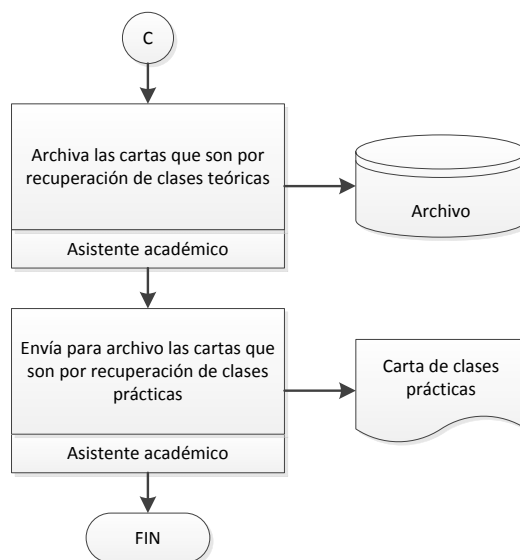 C
Archiva las cartas que son por
recuperación de clases teóricas
Archivo
Asistente académico
Envía para archivo las cartas que
son por recuperación de clases
prácticas
Carta de clases
prácticas
Asistente académico
FIN